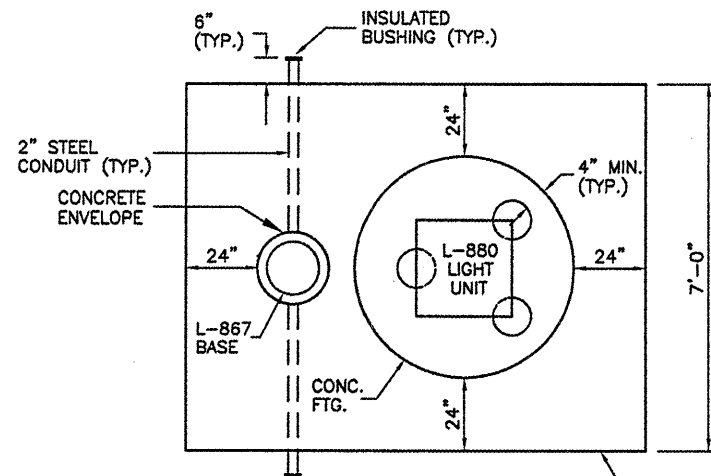 6"
(TYP.)
INSULATED
BUSHING (TYP.)
2" STEEL
CONDUIT (TYP.)
CONCRETE
ENVELOPE
24"
4" MIN.
(TYP.)
24"
L-880
LIGHT
UNIT
24"
7'-0"
L-867
BASE
CONC.
FTG.
24"